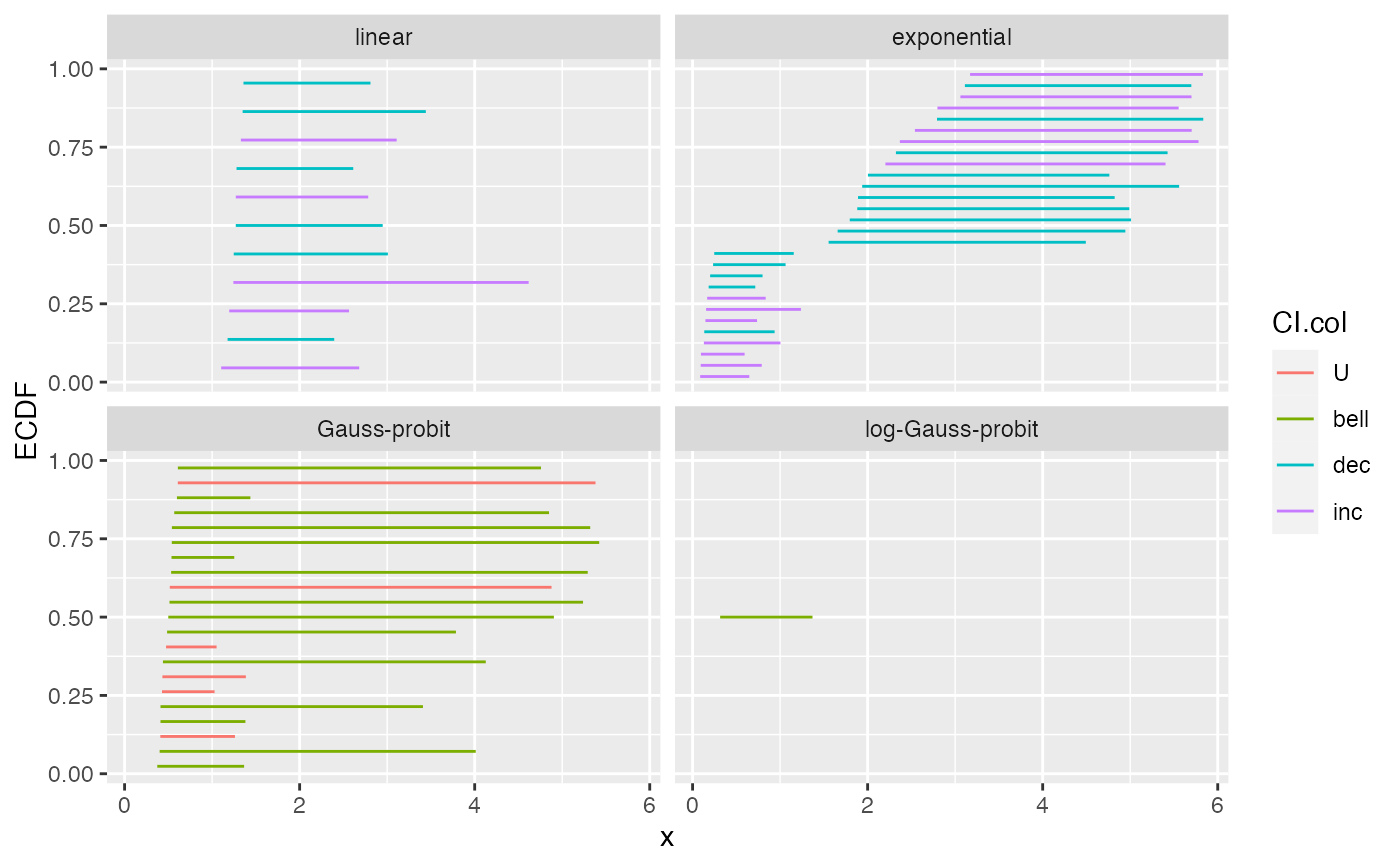 linear
exponential
1.00
0.75
0.50
0.25
0.00
Gauss-probit
log-Gauss-probit
1.00
0.75
0.50
0.25
0.00
ECDF
0 2 4 6
0 2 4 6
x
CI.col
U
bell
dec
inc